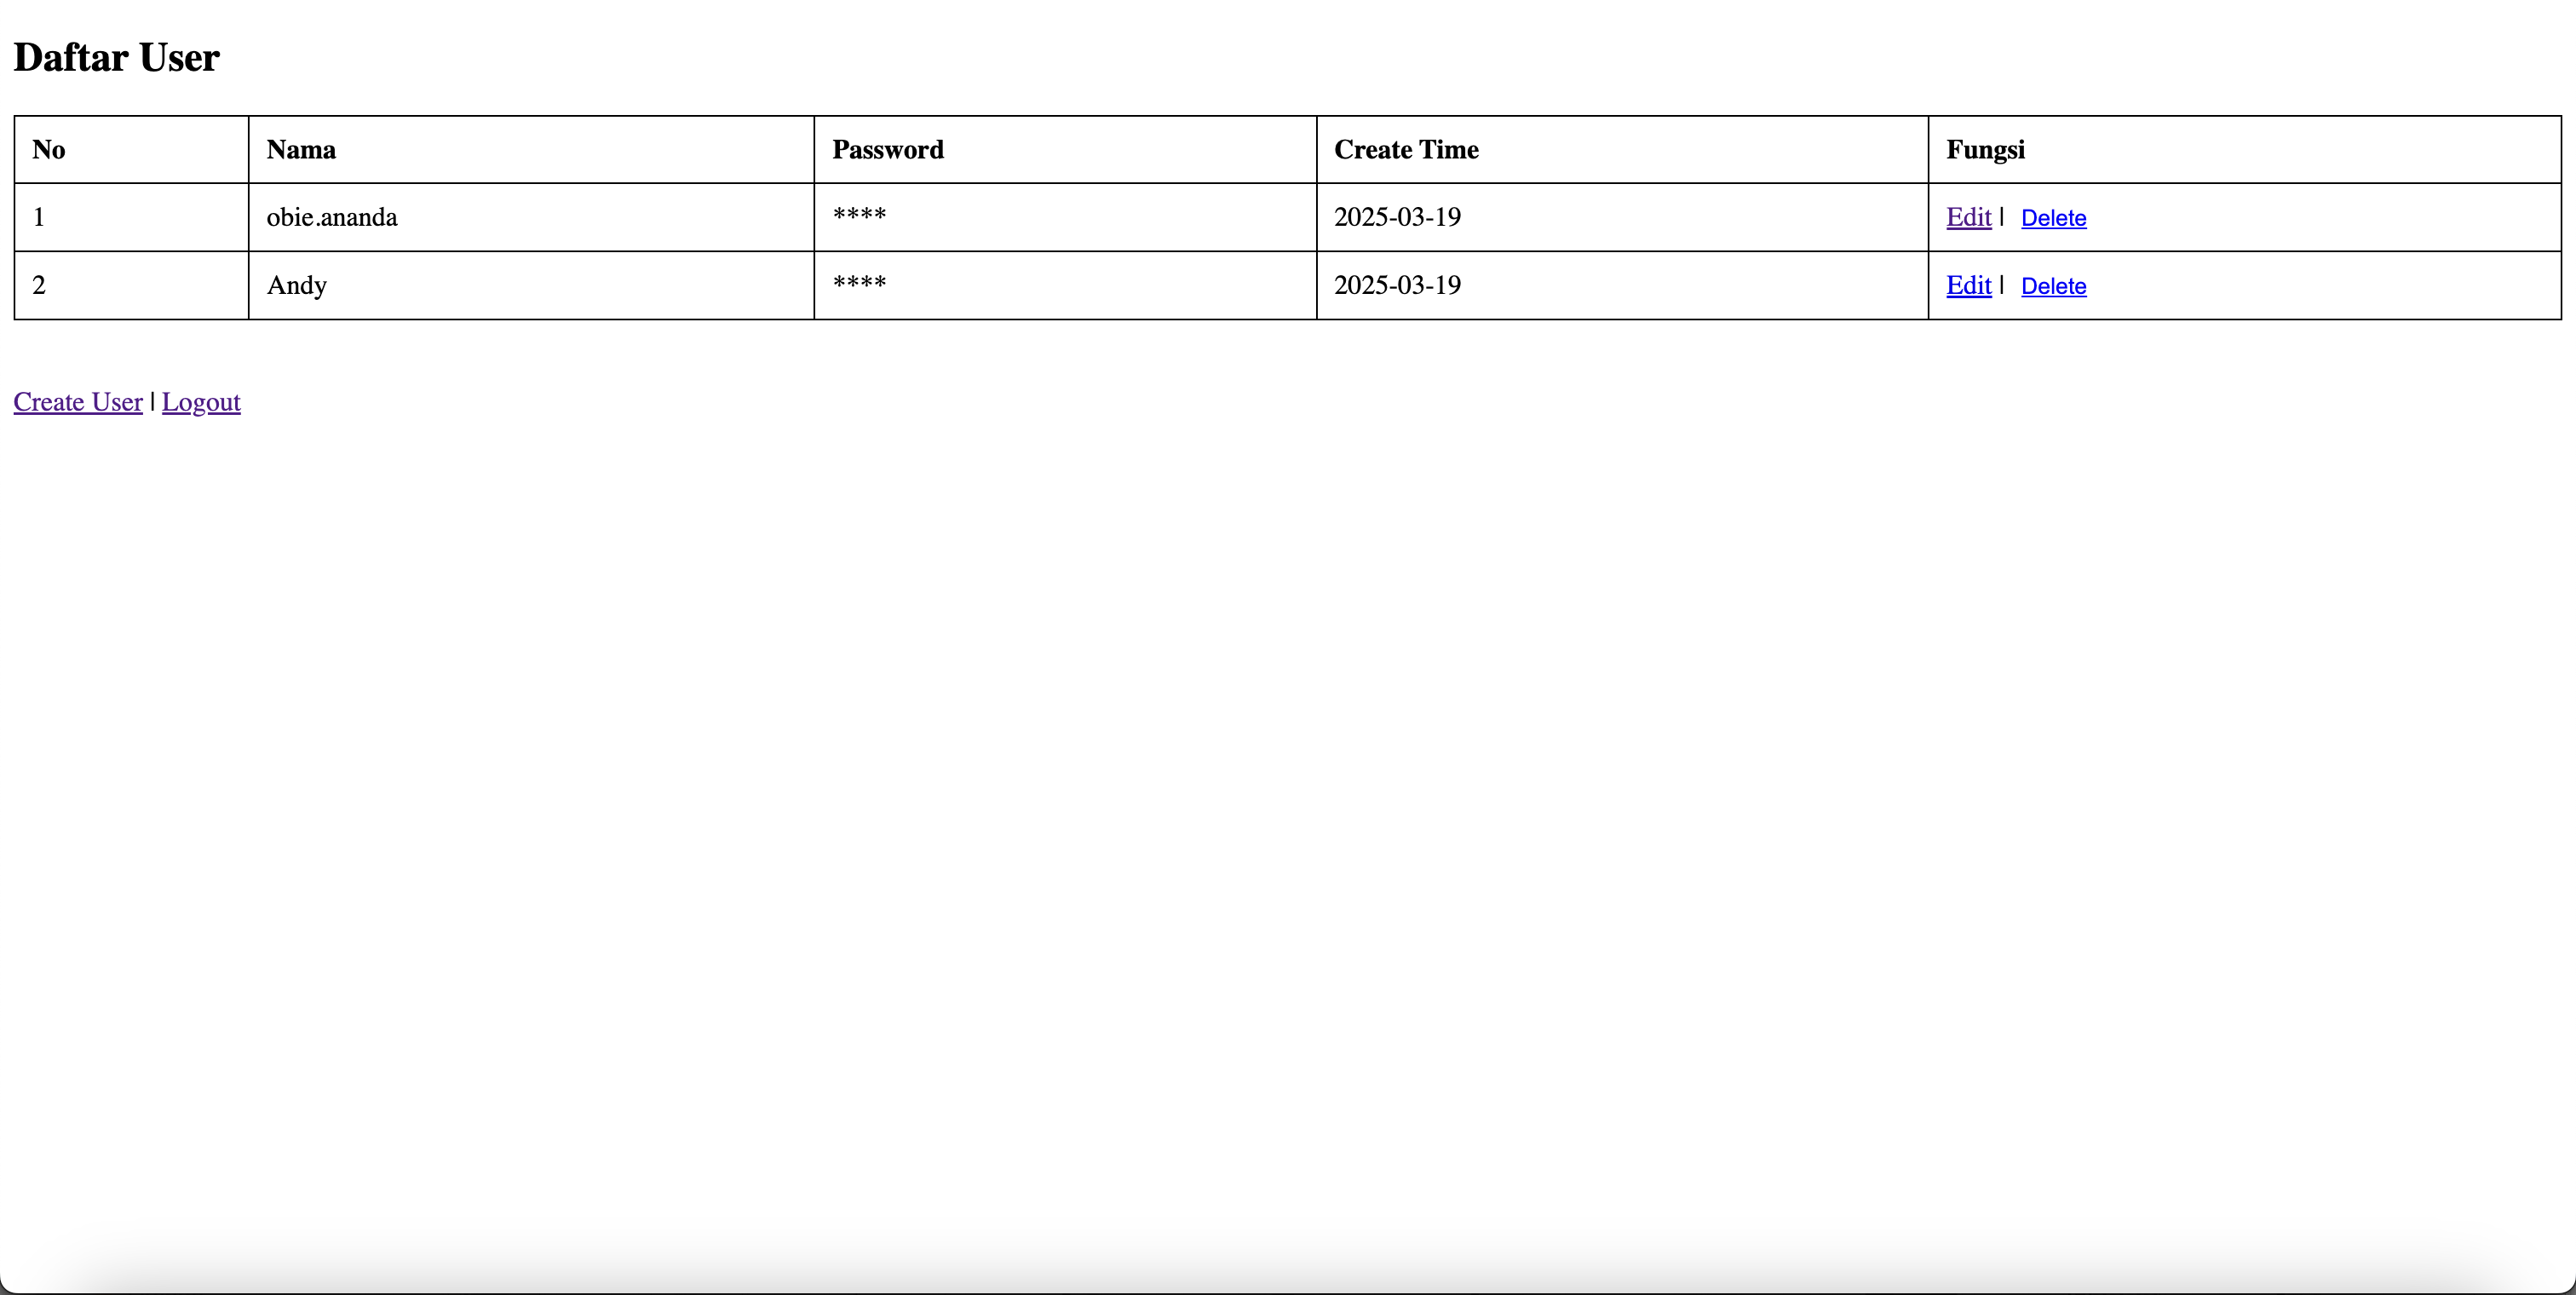 Daftar User
No Nama Password Create Time Fungsi
1 obie.ananda **** 2025-03-19 Edit | Delete
2 Andy **** 2025-03-19 Edit | Delete
Create User | Logout